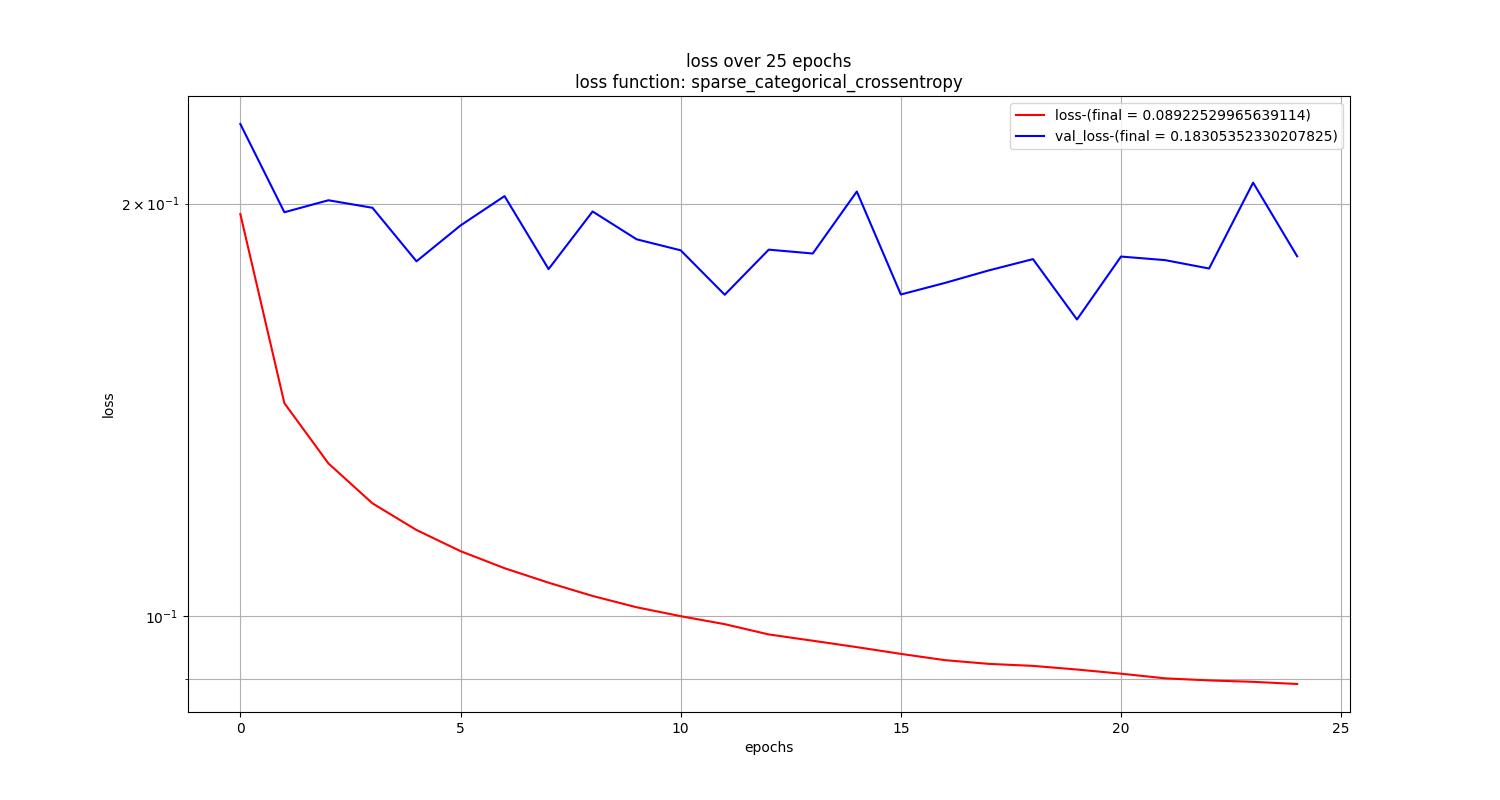 loss over 25 epochs
loss function: sparse_categorical_crossentropy
loss-(final = 0.08922529965639114)
val_loss-(final = 0.18305352330207825)
2 × 10⁻¹
10⁻¹
loss
0 5 10 15 20 25
epochs